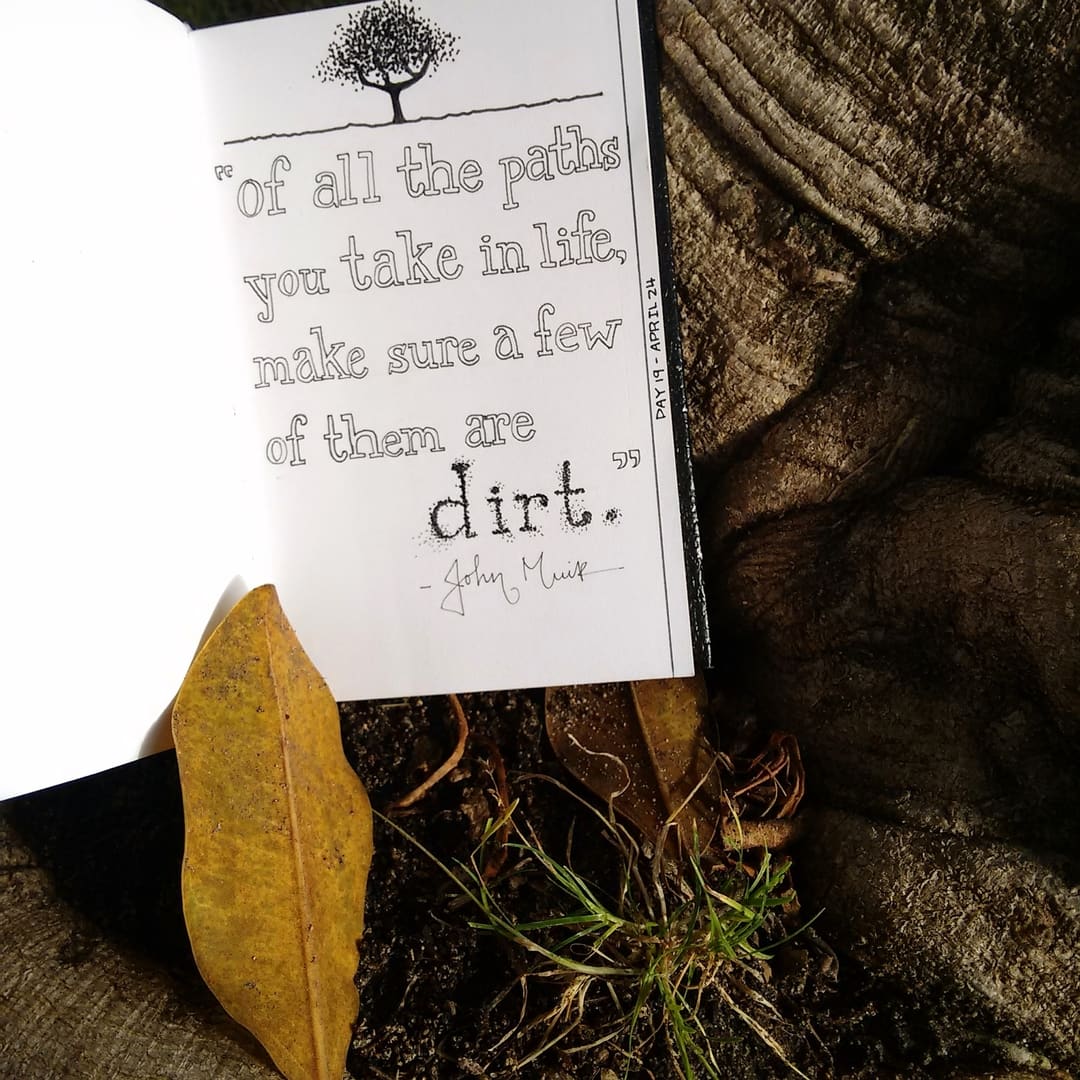 “of all the paths
you take in life,
make sure a few
of them are
dirt.”
- John Muir -
DAY 19 - APRIL 24